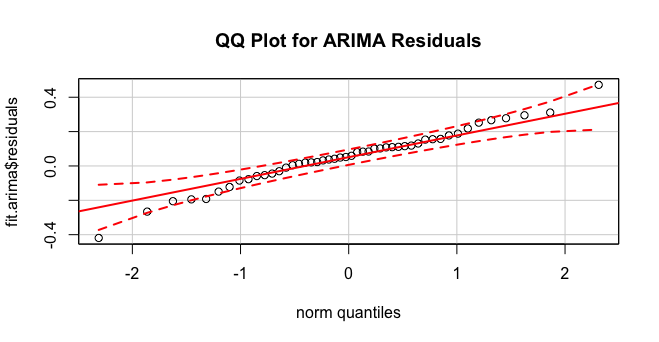 QQ Plot for ARIMA Residuals
fit.arima$residuals
0.4
0.0
-0.4
-2
-1
0
1
2
norm quantiles